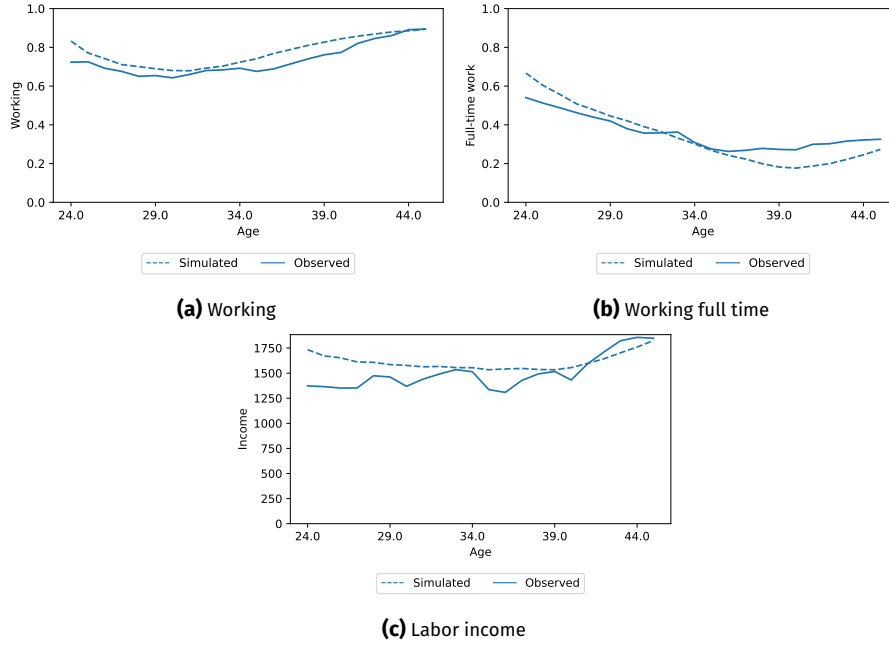 1.0
0.8
0.6
0.4
0.2
0.0
Working
24.0 29.0 34.0 39.0 44.0
Age
Simulated Observed
(a) Working
1.0
0.8
0.6
0.4
0.2
0.0
Full-time work
24.0 29.0 34.0 39.0 44.0
Age
Simulated Observed
(b) Working full time
1750
1500
1250
1000
750
500
250
0
Income
24.0 29.0 34.0 39.0 44.0
Age
Simulated Observed
(c) Labor income